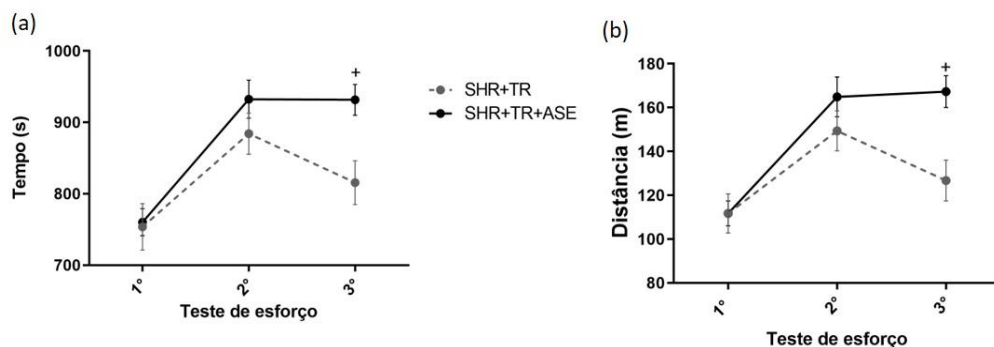 (a)
1000
900
800
700
Tempo (s)
+
1º
2º
3º
Teste de esforço
SHR+TR
SHR+TR+ASE
(b)
180
160
140
120
100
80
Distância (m)
+
1º
2º
3º
Teste de esforço